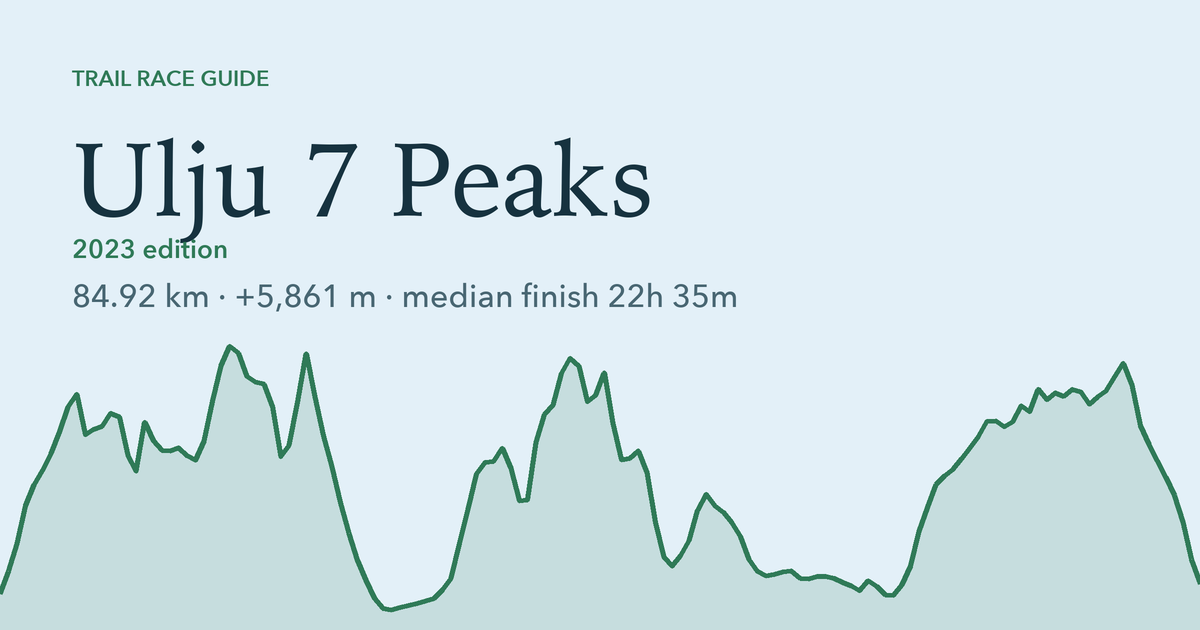 TRAIL RACE GUIDE
Ulju 7 Peaks
2023 edition
84.92 km · +5,861 m · median finish 22h 35m